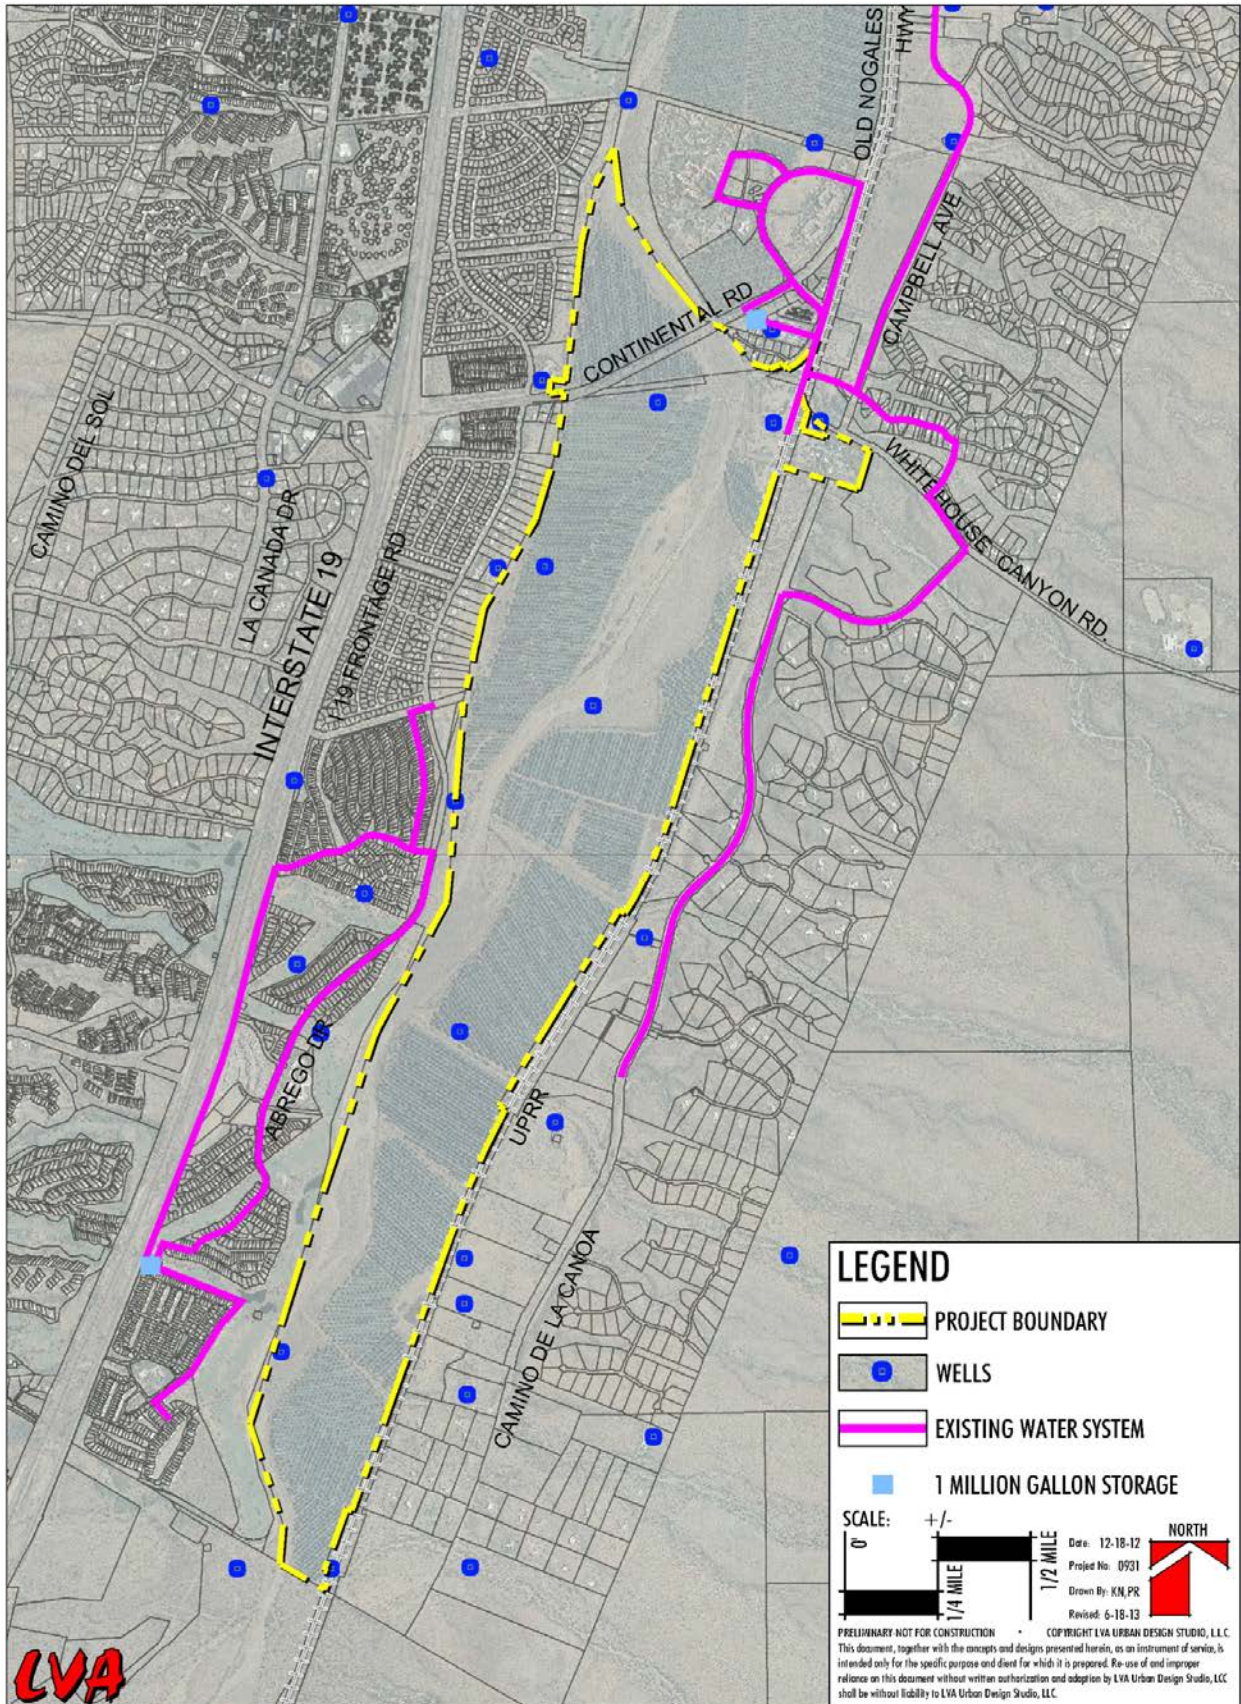 OLD NOGALES
HWY
CAMPBELL AVE
CONTINENTAL RD
CAMINO DEL SOL
LA CANADA DR
INTERSTATE 19
I-19 FRONTAGE RD
WHITEHOUSE CANYON RD.
ABREGO DR
UPRR
CAMINO DE LA CANOA
LEGEND
PROJECT BOUNDARY
WELLS
EXISTING WATER SYSTEM
1 MILLION GALLON STORAGE
SCALE: +/-
0'
1/4 MILE
1/2 MILE
Date: 12-18-12
Project No: 0931
Drawn By: KN,PR
Revised: 6-18-13
NORTH
PRELIMINARY-NOT FOR CONSTRUCTION • COPYRIGHT LVA URBAN DESIGN STUDIO, L.L.C.
This document, together with the concepts and designs presented herein, as an instrument of service, is
intended only for the specific purpose and client for which it is prepared. Re-use of and improper
reliance on this document without written authorization and adaption by LVA Urban Design Studio, LCC
shall be without liability to LVA Urban Design Studio, LLC.
LVA